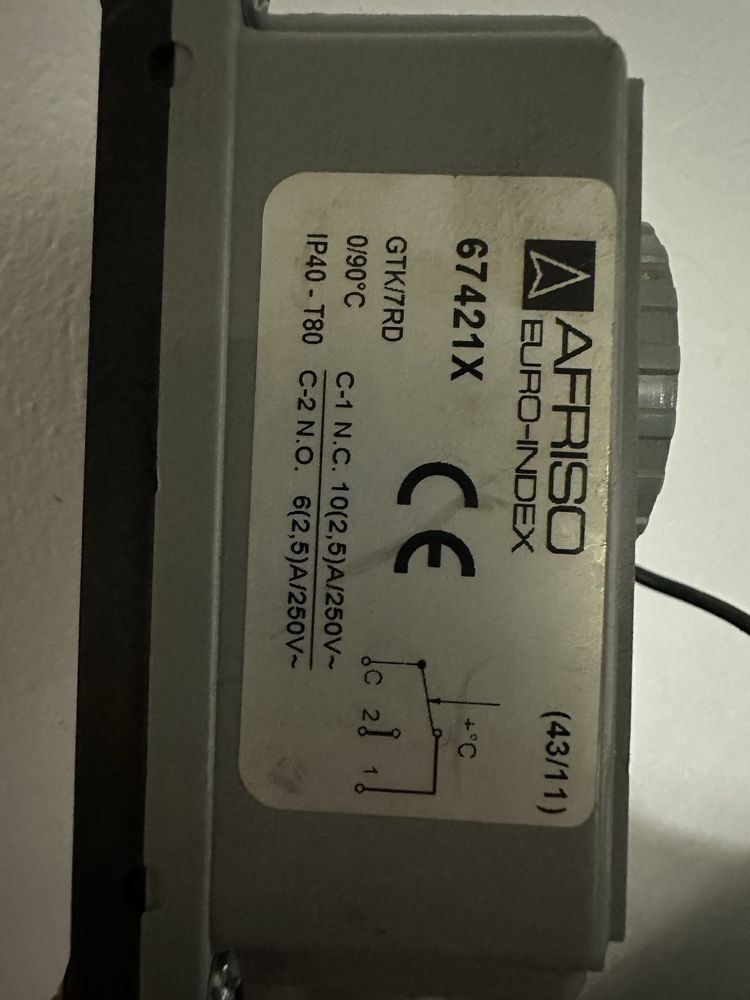 AFRISO
EURO-INDEX
(43/11)
67421X
CE
+°C
GTK/7RD
0/90°C
C-1 N.C. 10(2,5)A/250V~
IP40 - T80
C-2 N.O. 6(2,5)A/250V~
C 2 1